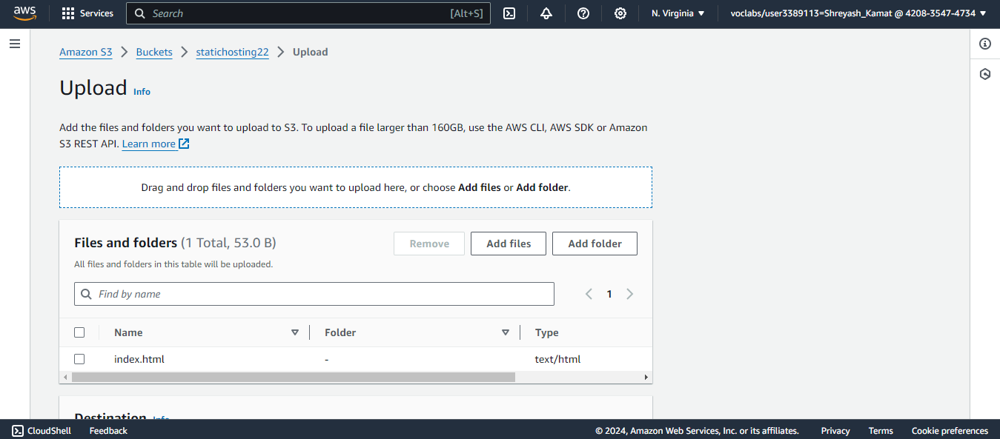 aws Services Search [Alt+S] N. Virginia voclabs/user3389113=Shreyash_Kamat @ 4208-3547-4734
Amazon S3 Buckets statichosting22 Upload
Upload Info
Add the files and folders you want to upload to S3. To upload a file larger than 160GB, use the AWS CLI, AWS SDK or Amazon
S3 REST API. Learn more
Drag and drop files and folders you want to upload here, or choose Add files or Add folder.
Files and folders (1 Total, 53.0 B) Remove Add files Add folder
All files and folders in this table will be uploaded.
Find by name 1
Name Folder Type
index.html - text/html
Destination Info
CloudShell Feedback © 2024, Amazon Web Services, Inc. or its affiliates. Privacy Terms Cookie preferences